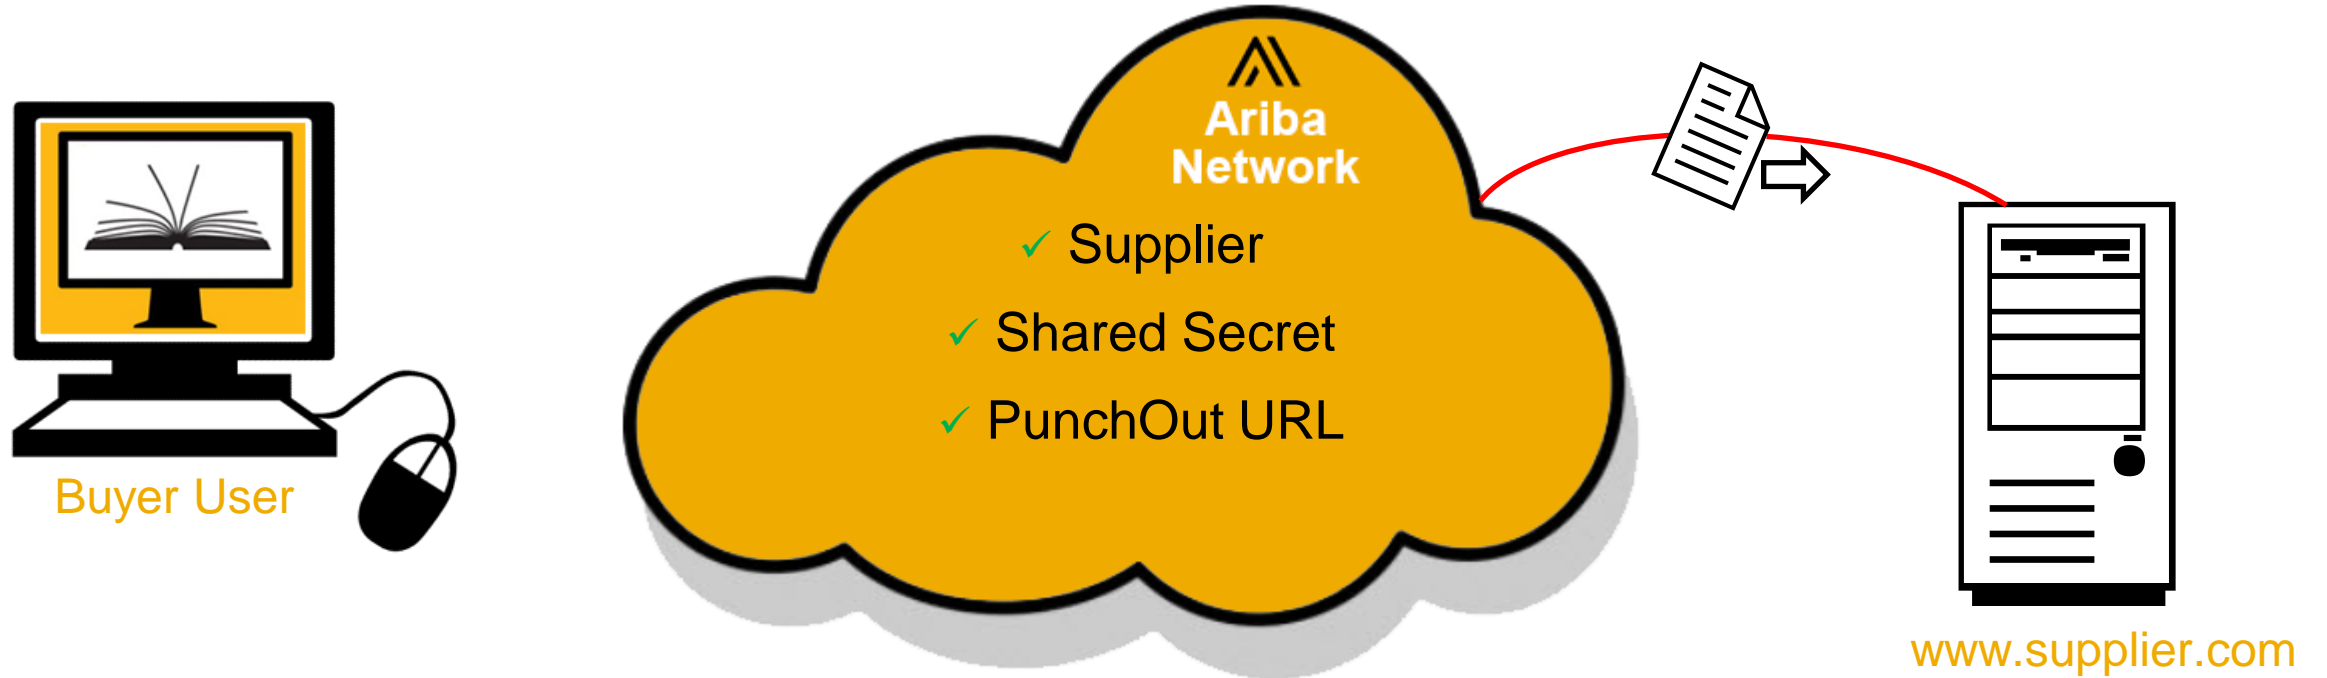 Ariba
Network
Supplier
Shared Secret
PunchOut URL
Buyer User
www.supplier.com